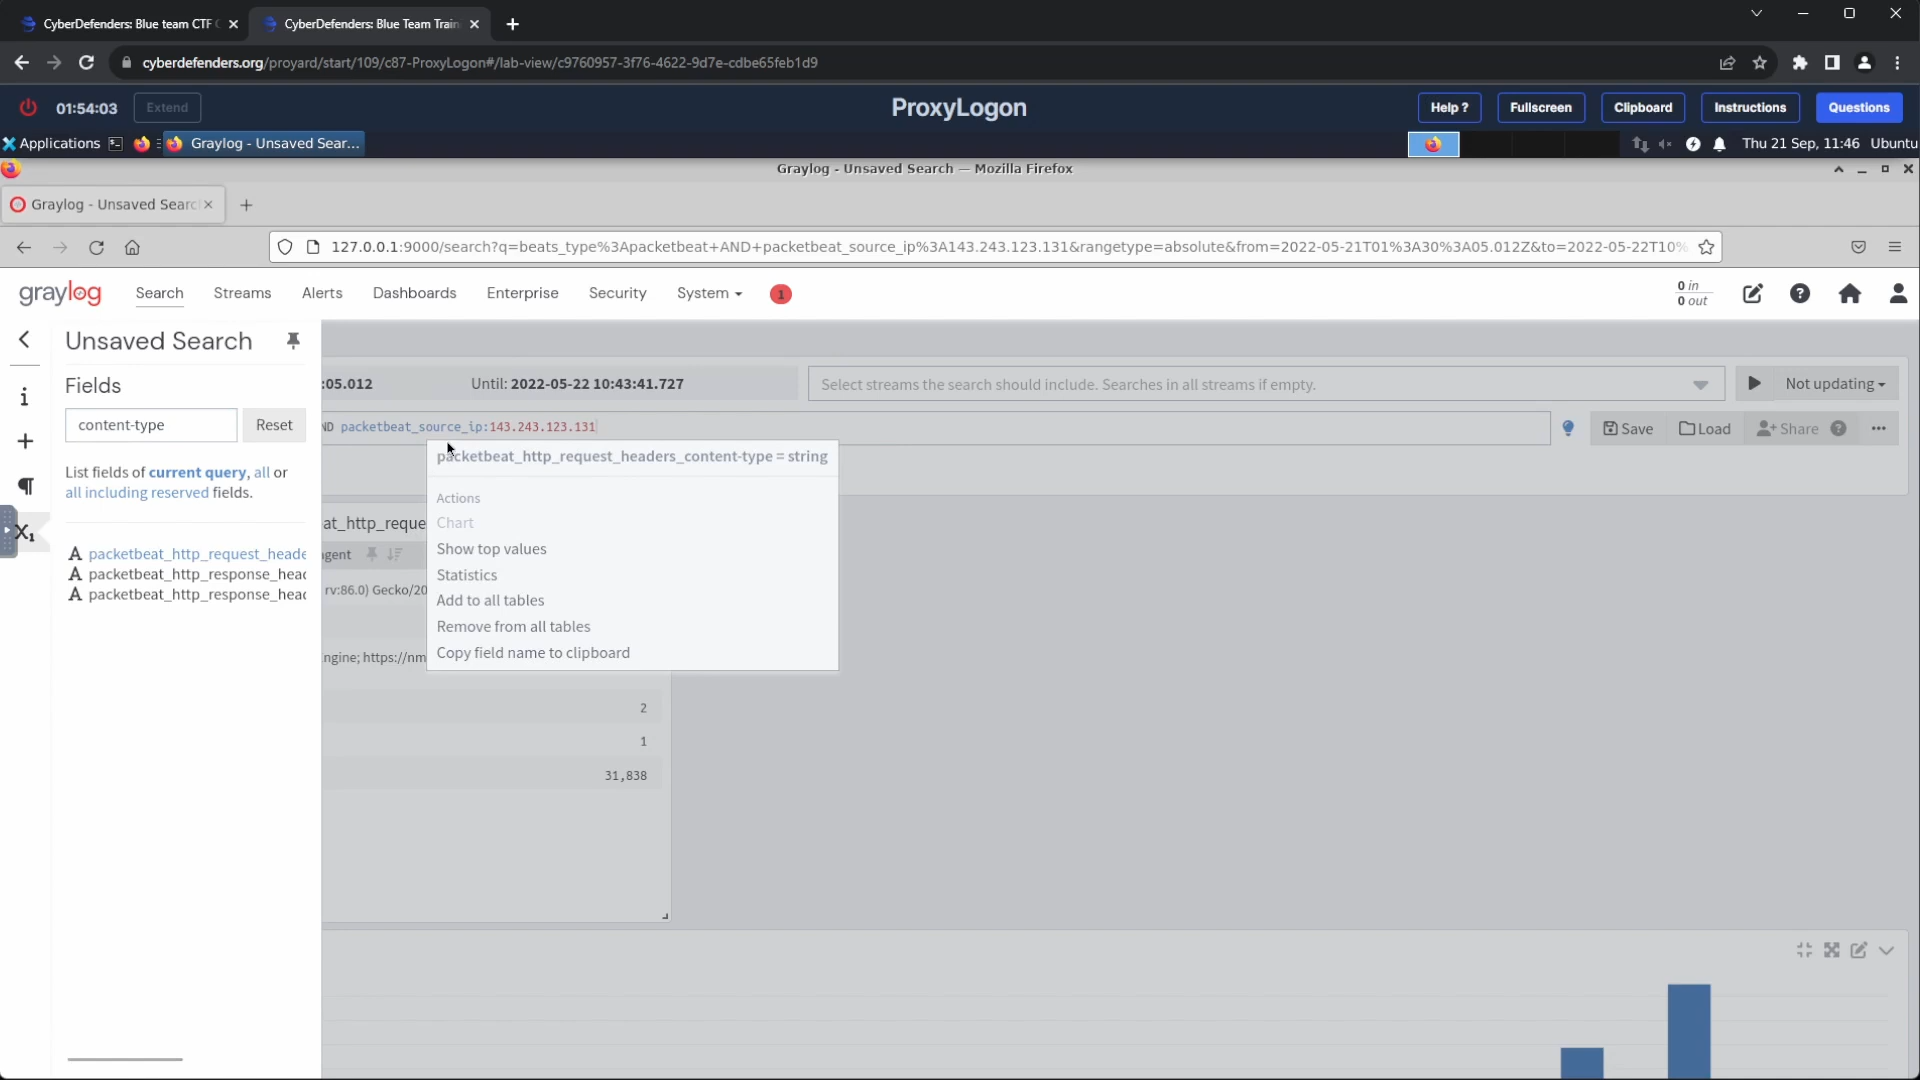 CyberDefenders: Blue team CTF C
CyberDefenders: Blue Team Train
cyberdefenders.org/proyard/start/109/c87-ProxyLogon#/lab-view/c9760957-3f76-4622-9d7e-cdbe65feb1d9
01:54:03
Extend
ProxyLogon
Help ?
Fullscreen
Clipboard
Instructions
Questions
Applications
Graylog - Unsaved Sear...
Thu 21 Sep, 11:46 Ubuntu
Graylog - Unsaved Search — Mozilla Firefox
Graylog - Unsaved Searc
127.0.0.1:9000/search?q=beats_type%3Apacketbeat+AND+packetbeat_source_ip%3A143.243.123.131&rangetype=absolute&from=2022-05-21T01%3A30%3A05.012Z&to=2022-05-22T10%
graylog
Search
Streams
Alerts
Dashboards
Enterprise
Security
System
1
0 in
0 out
Unsaved Search
Fields
:05.012
Until: 2022-05-22 10:43:41.727
Select streams the search should include. Searches in all streams if empty.
Not updating
content-type
Reset
ND packetbeat_source_ip:143.243.123.131
Save
Load
Share
packetbeat_http_request_headers_content-type = string
List fields of current query, all or
all including reserved fields.
Actions
Chart
Show top values
Statistics
Add to all tables
Remove from all tables
Copy field name to clipboard
at_http_reque
gent
rv:86.0) Gecko/20
ngine; https://nm
X1
A packetbeat_http_request_heade
A packetbeat_http_response_head
A packetbeat_http_response_head
2
1
31,838